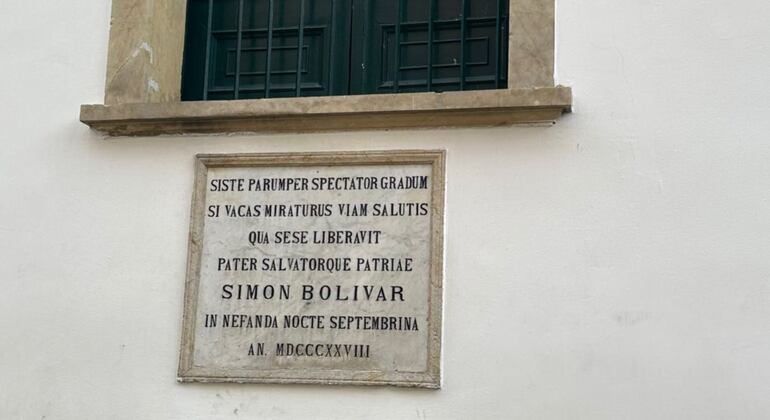 SISTE PARUMPER SPECTATOR GRADUM
SI VACAS MIRATURUS VIAM SALUTIS
QUA SESE LIBERAVIT
PATER SALVATORQUE PATRIAE
SIMON BOLIVAR
IN NEFANDA NOCTE SEPTEMBRINA
AN. MDCCCXXVIII